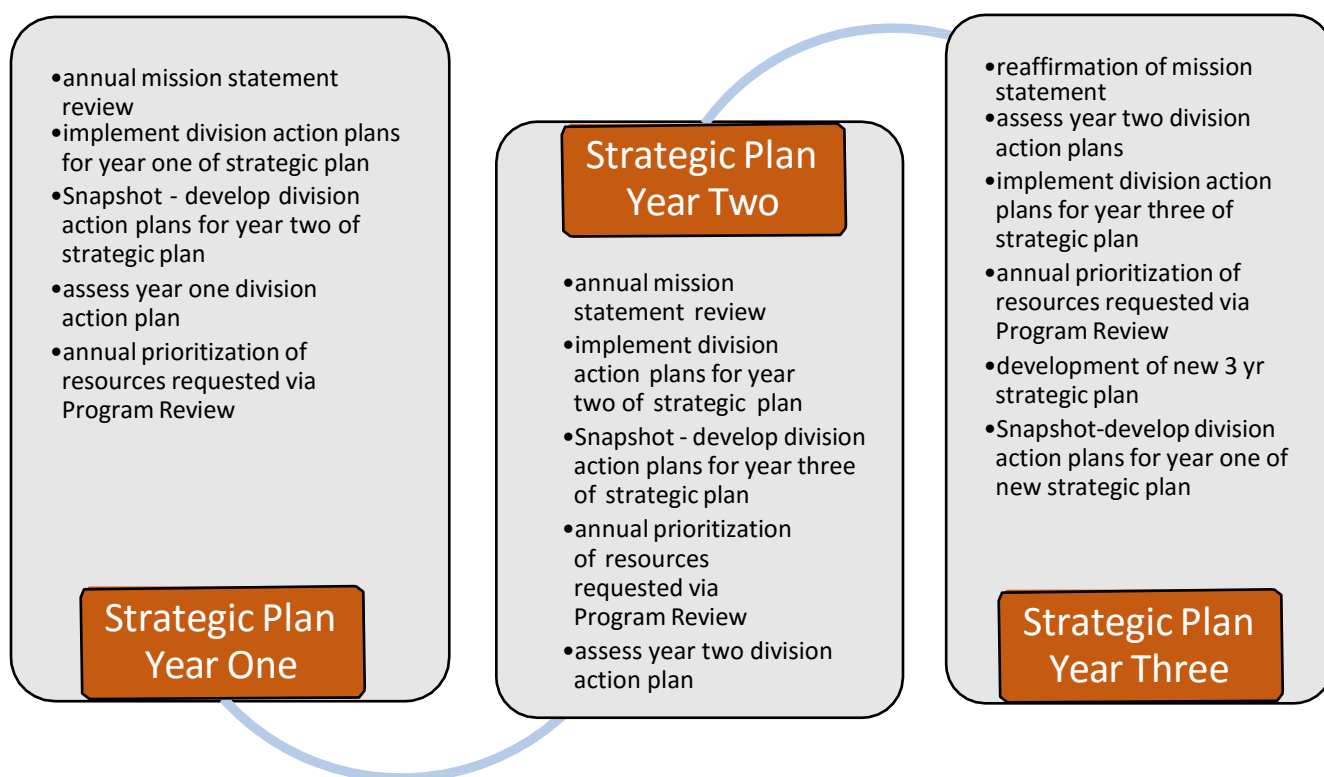 •annual mission statement
review
•implement division action plans
for year one of strategic plan
•Snapshot - develop division
action plans for year two of
strategic plan
•assess year one division
action plan
•annual prioritization of
resources requested via
Program Review
Strategic Plan
Year One
Strategic Plan
Year Two
•annual mission
statement review
•implement division
action plans for year
two of strategic plan
•Snapshot - develop division
action plans for year three
of strategic plan
•annual prioritization
of resources
requested via
Program Review
•assess year two division
action plan
•reaffirmation of mission
statement
•assess year two division
action plans
•implement division action
plans for year three of
strategic plan
•annual prioritization of
resources requested via
Program Review
•development of new 3 yr
strategic plan
•Snapshot-develop division
action plans for year one of
new strategic plan
Strategic Plan
Year Three